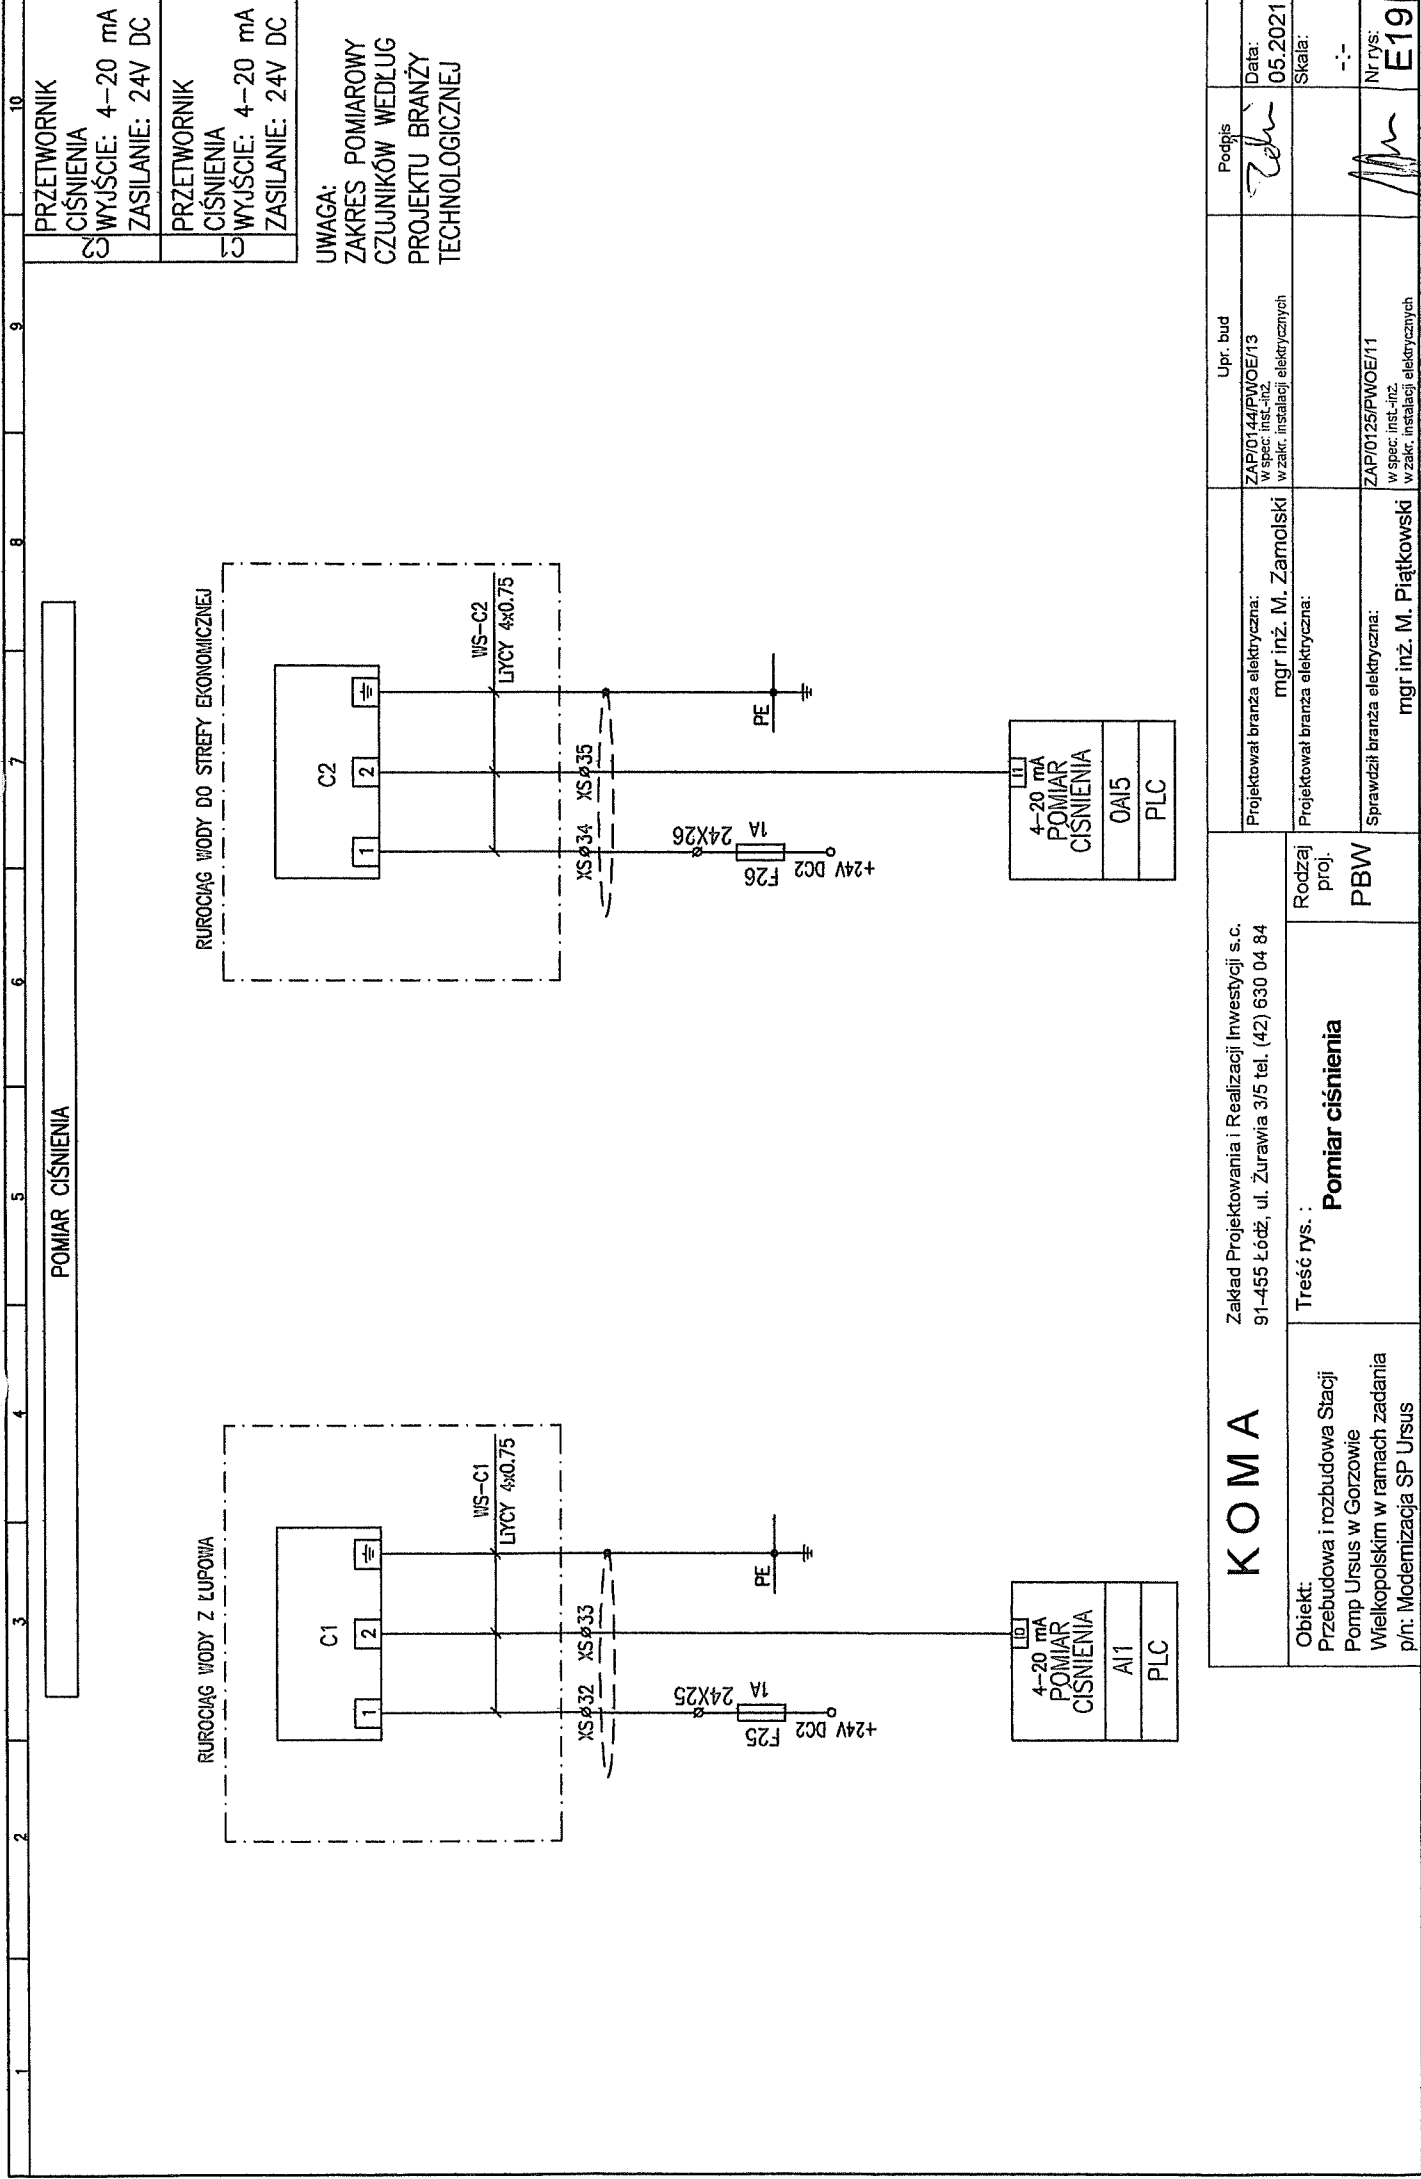 1 2 3 4 5 6 7 8 9 10
POMIAR CIŚNIENIA
C2
PRZETWORNIK
CIŚNIENIA
WYJŚCIE: 4–20 mA
ZASILANIE: 24V DC
C1
PRZETWORNIK
CIŚNIENIA
WYJŚCIE: 4–20 mA
ZASILANIE: 24V DC
UWAGA:
ZAKRES POMIAROWY
CZUJNIKÓW WEDŁUG
PROJEKTU BRANŻY
TECHNOLOGICZNEJ
RUROCIĄG WODY Z ŁUPOWA
C1
1 2
WS–C1
LiYCY 4x0.75
XSø32 XSø33
24X25
F25 1A
+24V DC2
PE
I0
4–20 mA
POMIAR
CIŚNIENIA
AI1
PLC
RUROCIĄG WODY DO STREFY EKONOMICZNEJ
C2
1 2
WS–C2
LiYCY 4x0.75
XSø34 XSø35
24X26
F26 1A
+24V DC2
PE
I1
4–20 mA
POMIAR
CIŚNIENIA
0AI5
PLC
K O M A
Zakład Projektowania i Realizacji Inwestycji s.c.
91-455 Łódź, ul. Żurawia 3/5 tel. (42) 630 04 84
Obiekt:
Przebudowa i rozbudowa Stacji
Pomp Ursus w Gorzowie
Wielkopolskim w ramach zadania
p/n: Modernizacja SP Ursus
Treść rys. :
Pomiar ciśnienia
Rodzaj
proj.
PBW
Upr. bud
Podpis
Projektował branża elektryczna:
mgr inż. M. Zamolski
ZAP/0144/PWOE/13
w spec: inst.-inż.
w zakr. instalacji elektrycznych
Data:
05.2021
Projektował branża elektryczna:
Skala:
-:-
Sprawdził branża elektryczna:
mgr inż. M. Piątkowski
ZAP/0125/PWOE/11
w spec: inst.-inż.
w zakr. instalacji elektrycznych
Nr rys:
E19